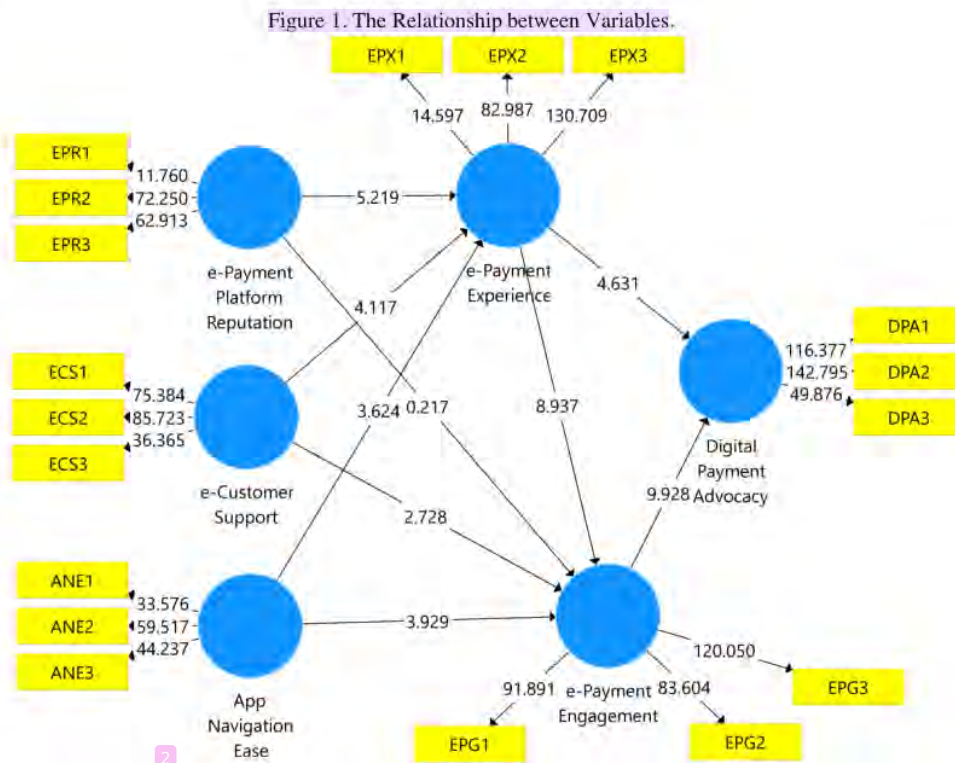 Figure 1. The Relationship between Variables.
EPX1
EPX2
EPX3
14.597
82.987
130.709
EPR1
EPR2
EPR3
11.760
72.250
62.913
e-Payment
Platform
Reputation
5.219
e-Payment
Experience
4.117
4.631
ECS1
ECS2
ECS3
75.384
85.723
36.365
e-Customer
Support
3.624
0.217
8.937
2.728
DPA1
DPA2
DPA3
116.377
142.795
49.876
Digital
Payment
Advocacy
9.928
ANE1
ANE2
ANE3
33.576
59.517
44.237
App
Navigation
Ease
3.929
e-Payment
Engagement
91.891
83.604
120.050
EPG1
EPG2
EPG3
2